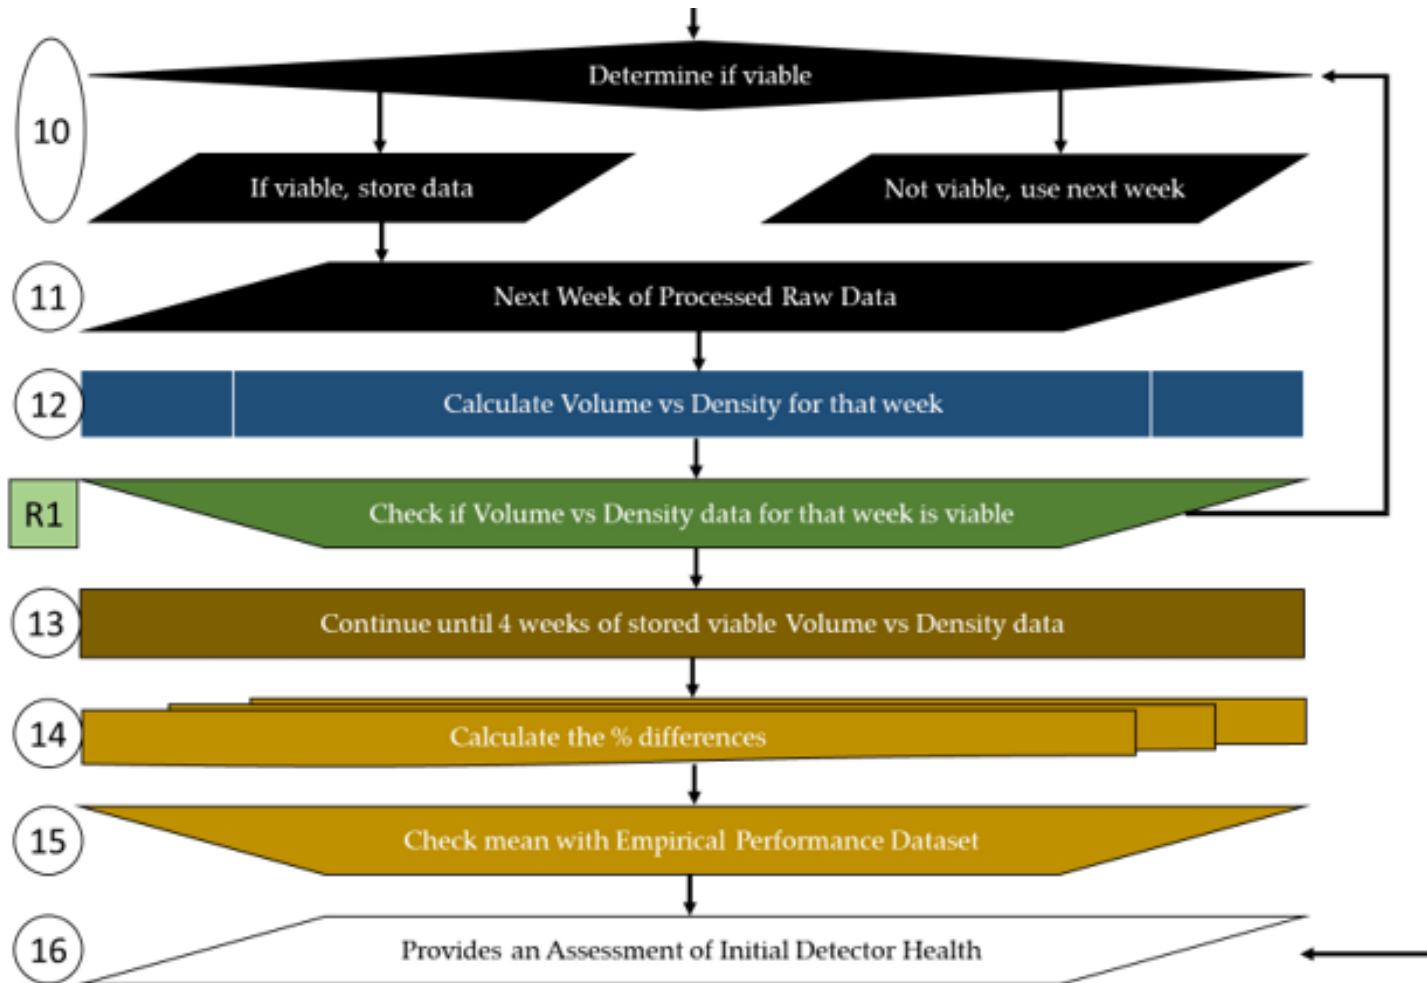 Determine if viable
10
If viable, store data
Not viable, use next week
11
Next Week of Processed Raw Data
12
Calculate Volume vs Density for that week
R1
Check if Volume vs Density data for that week is viable
13
Continue until 4 weeks of stored viable Volume vs Density data
14
Calculate the % differences
15
Check mean with Empirical Performance Dataset
16
Provides an Assessment of Initial Detector Health